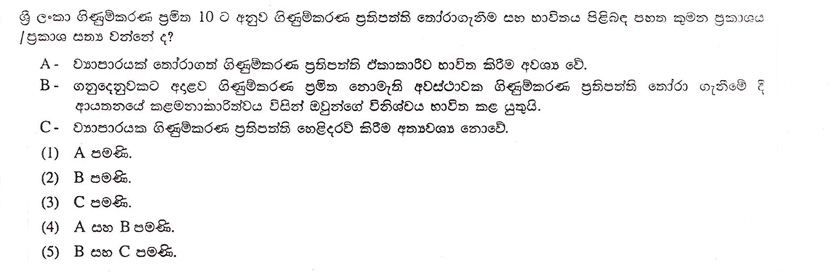 ශ්‍රී ලංකා ගිණුම්කරණ ප්‍රමිත 10 ට අනුව ගිණුම්කරණ ප්‍රතිපත්ති තෝරාගැනීම සහ භාවිතය පිළිබඳ පහත කුමන ප්‍රකාශය
/ප්‍රකාශ සත්‍ය වන්නේ ද?
A - ව්‍යාපාරයක් තෝරාගත් ගිණුම්කරණ ප්‍රතිපත්ති ඒකාකාරීව භාවිත කිරීම අවශ්‍ය වේ.
B - ගනුදෙනුවකට අදාළව ගිණුම්කරණ ප්‍රමිත නොමැති අවස්ථාවක ගිණුම්කරණ ප්‍රතිපත්ති තෝරා ගැනීමේ දී
ආයතනයේ කළමනාකාරිත්වය විසින් ඔවුන්ගේ විනිශ්චය භාවිත කළ යුතුයි.
C - ව්‍යාපාරයක ගිණුම්කරණ ප්‍රතිපත්ති හෙළිදරව් කිරීම අත්‍යවශ්‍ය නොවේ.
(1) A පමණි.
(2) B පමණි.
(3) C පමණි.
(4) A සහ B පමණි.
(5) B සහ C පමණි.